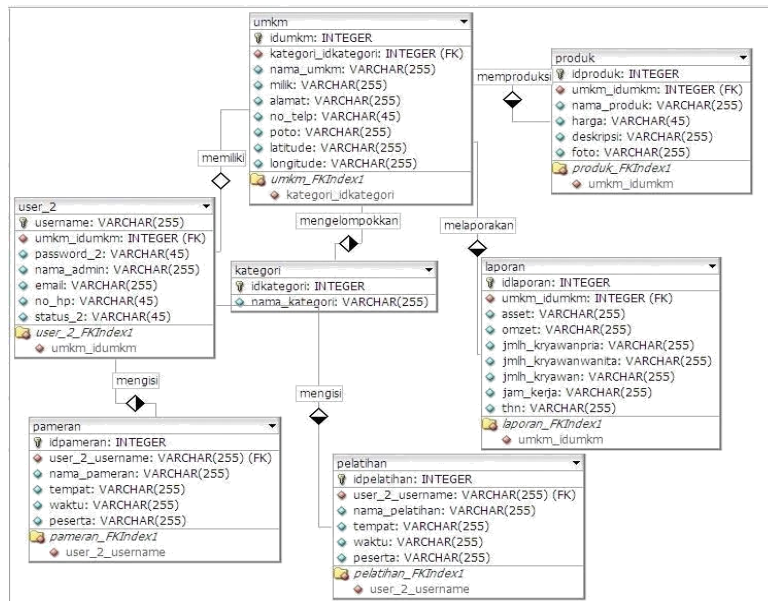 umkm
idumkm: INTEGER
kategori_idkategori: INTEGER (FK)
nama_umkm: VARCHAR(255)
milik: VARCHAR(255)
alamat: VARCHAR(255)
no_telp: VARCHAR(45)
poto: VARCHAR(255)
latitude: VARCHAR(255)
longitude: VARCHAR(255)
umkm_FKIndex1
kategori_idkategori
memproduksi
produk
idproduk: INTEGER
umkm_idumkm: INTEGER (FK)
nama_produk: VARCHAR(255)
harga: VARCHAR(45)
deskripsi: VARCHAR(255)
foto: VARCHAR(255)
produk_FKIndex1
umkm_idumkm
memiliki
user_2
username: VARCHAR(255)
umkm_idumkm: INTEGER (FK)
password_2: VARCHAR(45)
nama_admin: VARCHAR(255)
email: VARCHAR(255)
no_hp: VARCHAR(45)
status_2: VARCHAR(45)
user_2_FKIndex1
umkm_idumkm
mengelompokkan
kategori
idkategori: INTEGER
nama_kategori: VARCHAR(255)
melaporakan
laporan
idlaporan: INTEGER
umkm_idumkm: INTEGER (FK)
asset: VARCHAR(255)
omzet: VARCHAR(255)
jmlh_kryawanpria: VARCHAR(255)
jmlh_kryawanwanita: VARCHAR(255)
jmlh_kryawan: VARCHAR(255)
jam_kerja: VARCHAR(255)
thn: VARCHAR(255)
laporan_FKIndex1
umkm_idumkm
mengisi
pameran
idpameran: INTEGER
user_2_username: VARCHAR(255) (FK)
nama_pameran: VARCHAR(255)
tempat: VARCHAR(255)
waktu: VARCHAR(255)
peserta: VARCHAR(255)
pameran_FKIndex1
user_2_username
mengisi
pelatihan
idpelatihan: INTEGER
user_2_username: VARCHAR(255) (FK)
nama_pelatihan: VARCHAR(255)
tempat: VARCHAR(255)
waktu: VARCHAR(255)
peserta: VARCHAR(255)
pelatihan_FKIndex1
user_2_username